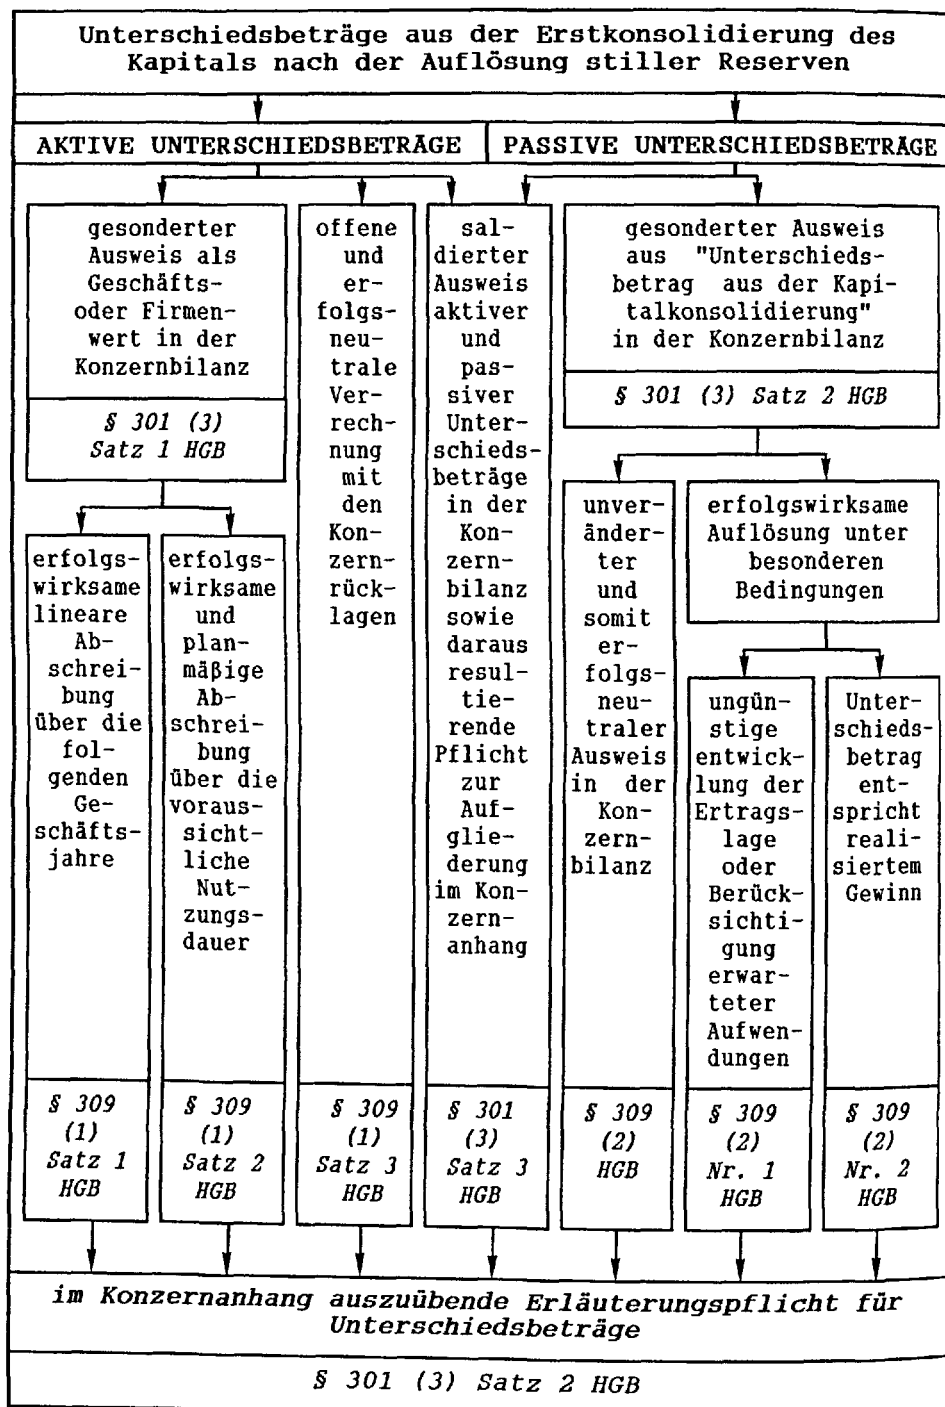 Unterschiedsbeträge aus der Erstkonsolidierung des
Kapitals nach der Auflösung stiller Reserven
AKTIVE UNTERSCHIEDSBETRÄGE
PASSIVE UNTERSCHIEDSBETRÄGE
gesonderter
Ausweis als
Geschäfts-
oder Firmen-
wert in der
Konzernbilanz
§ 301 (3)
Satz 1 HGB
erfolgs-
wirksame
lineare
Ab-
schrei-
bung
über die
fol-
genden
Ge-
schäfts-
jahre
§ 309
(1)
Satz 1
HGB
erfolgs-
wirksame
und
plan-
mäßige
Ab-
schrei-
bung
über die
voraus-
sicht-
liche
Nut-
zungs-
dauer
§ 309
(1)
Satz 2
HGB
offene
und
er-
folgs-
neu-
trale
Ver-
rech-
nung
mit
den
Kon-
zern-
rück-
lagen
§ 309
(1)
Satz 3
HGB
sal-
dierter
Ausweis
aktiver
und
pas-
siver
Unter-
schieds-
beträge
in der
Kon-
zern-
bilanz
sowie
daraus
resul-
tie-
rende
Pflicht
zur
Auf-
glie-
derung
im Kon-
zern-
anhang
§ 301
(3)
Satz 3
HGB
gesonderter Ausweis
aus "Unterschieds-
betrag aus der Kapi-
talkonsolidierung"
in der Konzernbilanz
§ 301 (3) Satz 2 HGB
unver-
änder-
ter
und
somit
er-
folgs-
neu-
traler
Ausweis
in der
Kon-
zern-
bilanz
§ 309
(2)
HGB
erfolgswirksame
Auflösung unter
besonderen
Bedingungen
ungün-
stige
entwick-
lung der
Ertrags-
lage
oder
Berück-
sichti-
gung
erwar-
teter
Aufwen-
dungen
§ 309
(2)
Nr. 1
HGB
Unter-
schieds-
betrag
ent-
spricht
reali-
siertem
Gewinn
§ 309
(2)
Nr. 2
HGB
im Konzernanhang auszuübende Erläuterungspflicht für
Unterschiedsbeträge
§ 301 (3) Satz 2 HGB